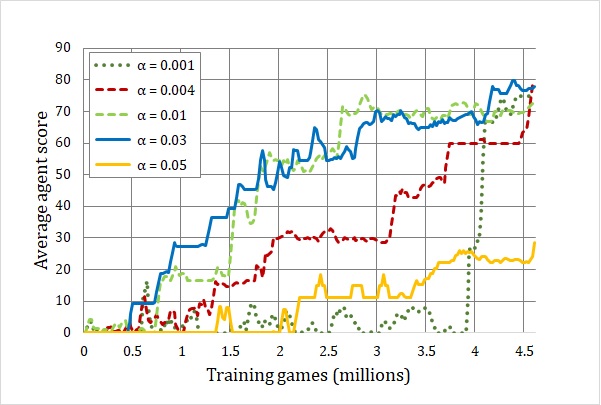 90
80
70
60
50
40
30
20
10
0
Average agent score
α = 0.001
α = 0.004
α = 0.01
α = 0.03
α = 0.05
0 0.5 1 1.5 2 2.5 3 3.5 4 4.5
Training games (millions)